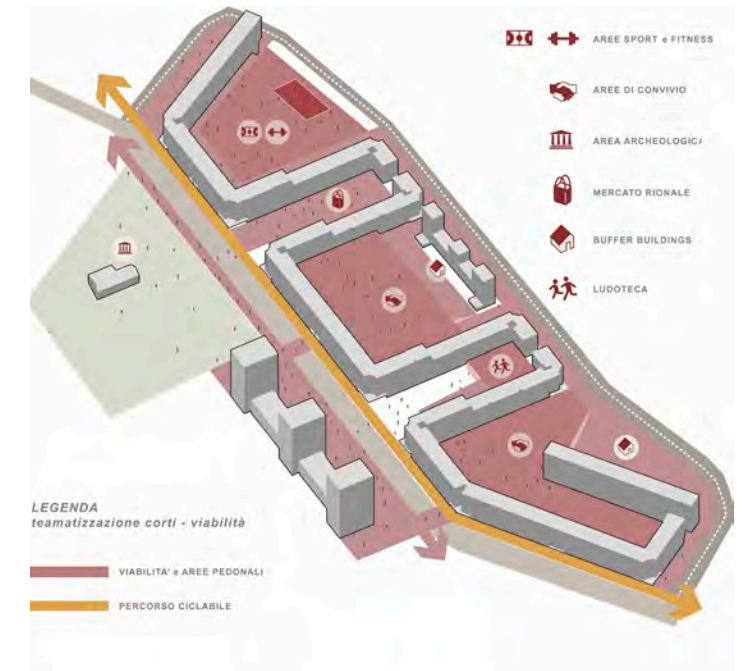 AREE SPORT e FITNESS
AREE DI CONVIVIO
AREA ARCHEOLOGICA
MERCATO RIONALE
BUFFER BUILDINGS
LUDOTECA
LEGENDA
teamatizzazione corti - viabilità
VIABILITA' e AREE PEDONALI
PERCORSO CICLABILE